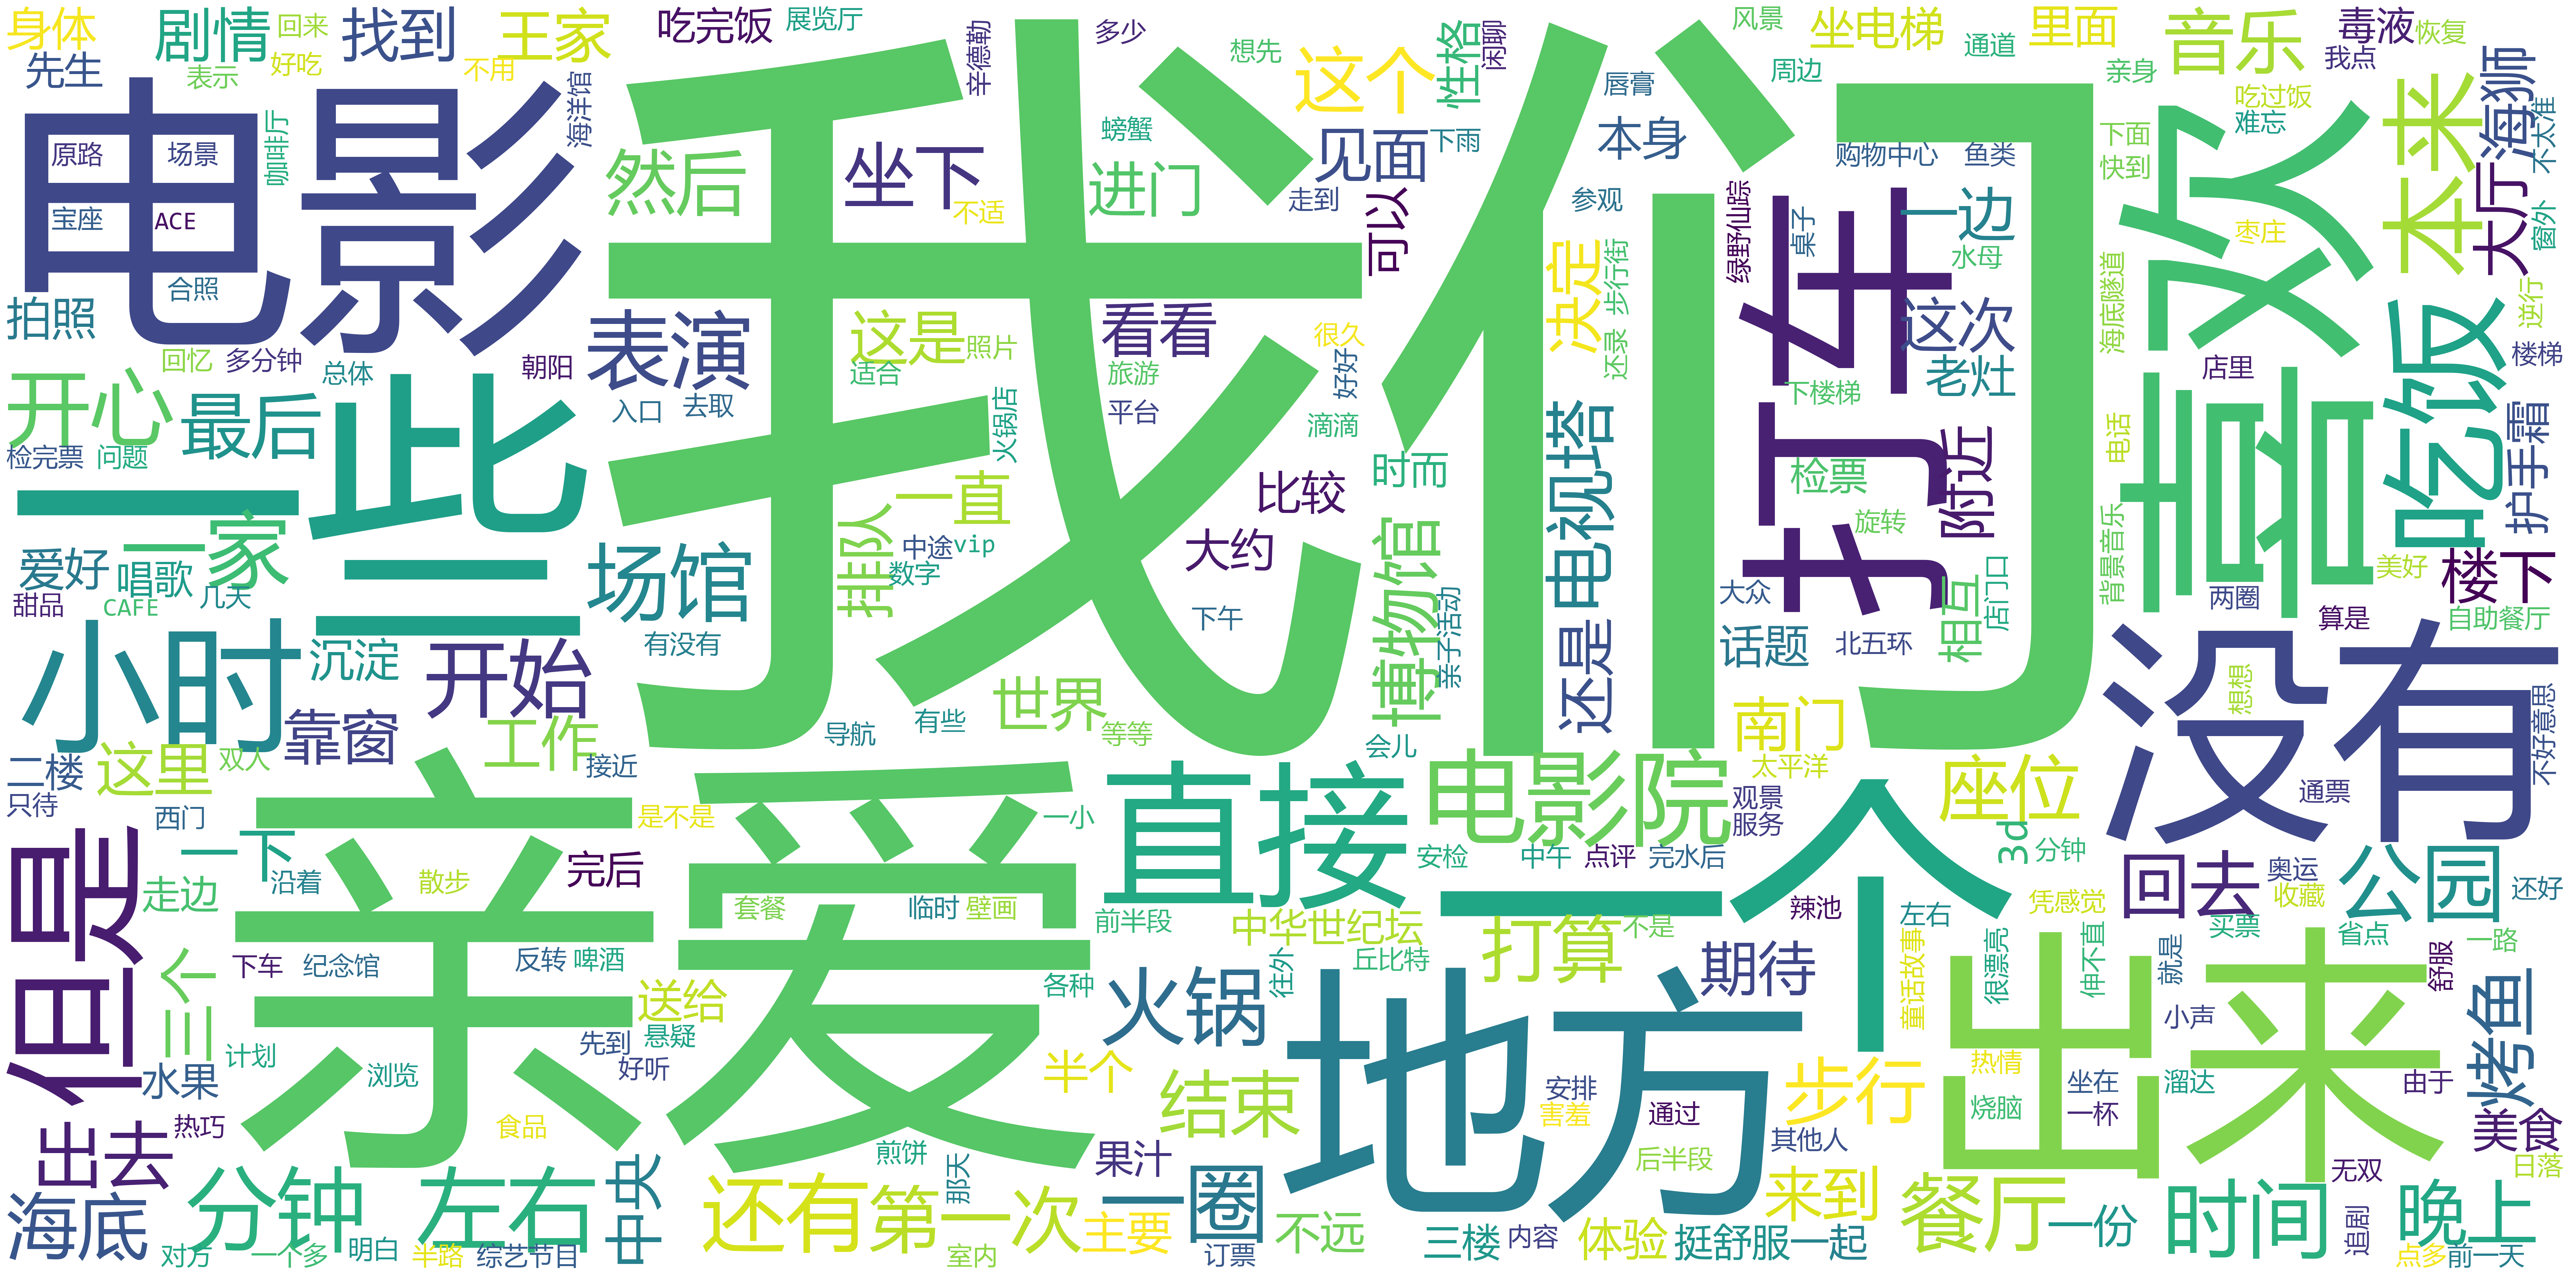 身体
剧情
回来
找到
王家
吃完饭
展览厅
辛德勒
多少
想先
这个
性格
闲聊
风景
坐电梯
通道
里面
音乐
毒液
恢复
先生
表示
好吃
不用
海洋馆
唇膏
周边
亲身
我点
海狮
电影
原路
场景
咖啡厅
宝座
ACE
合照
然后
坐下
不适
进门
螃蟹
见面
下雨
走到
可以
本身
参观
购物中心
鱼类
绿野仙踪
桌子
一边
水母
下面
快到
吃过饭
难忘
枣庄
本来
大厅
不太准
窗外
我们
打车
喜欢
拍照
回忆
多分钟
总体
朝阳
表演
入口
去取
这是
照片
适合
看看
旅游
平台
很久
好好
滴滴
决定
步行街
还录
这次
老灶
下楼梯
海底隧道
店里
电话
吃饭
逆行
楼梯
护手霜
开心
最后
检完票
问题
一些
火锅店
一直
排队
中途
vip
数字
比较
大约
时而
博物馆
亲子活动
电视塔
还是
附近
检票
旋转
相互
店门口
背景音乐
两圈
美好
楼下
算是
自助餐厅
一家
爱好
唱歌
甜品
CAFE
几天
场馆
有没有
下午
大众
话题
北五环
小时
沉淀
开始
靠窗
工作
接近
世界
有些
导航
等等
会儿
南门
太平洋
没有
想想
不好意思
通票
二楼
这里
双人
只待
西门
是不是
一小
直接
电影院
观景
服务
座位
3d
分钟
但是
一下
沿着
走边
散步
完后
亲爱
套餐
临时
壁画
前半段
安检
中午
点评
完水后
一个
辣池
左右
凭感觉
回去
奥运
收藏
公园
还好
三个
下车
纪念馆
反转
啤酒
送给
悬疑
各种
中华世纪坛
往外
丘比特
打算
不是
期待
童话故事
很漂亮
伸不直
就是
买票
省点
一路
舒服
计划
水果
浏览
先到
好听
半个
火锅
地方
安排
害羞
通过
步行
热情
烧脑
坐在
一杯
小声
溜达
出来
由于
烤鱼
出去
热巧
食品
煎饼
那天
果汁
结束
后半段
其他人
无双
美食
日落
海底
分钟
左右
中央
还有
第一次
主要
一圈
不远
三楼
内容
体验
挺舒服
一起
来到
餐厅
一份
时间
追剧
晚上
对方
一个多
明白
半路
综艺节目
室内
订票
点多
前一天